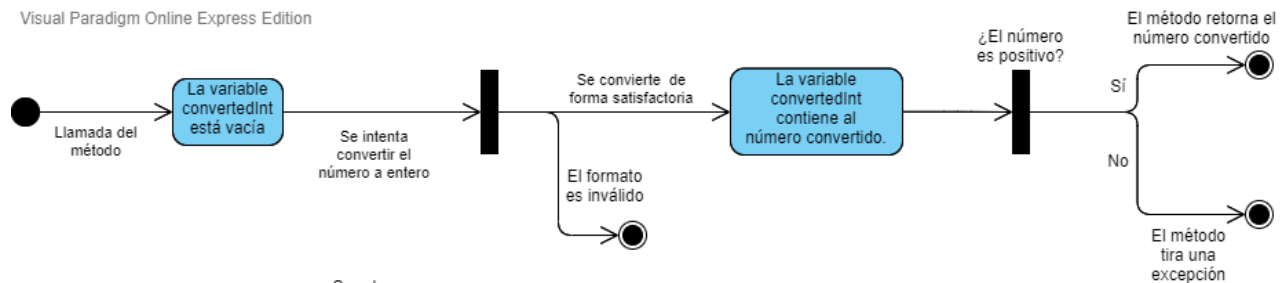 Visual Paradigm Online Express Edition
Llamada del
método
La variable
convertedInt
está vacía
Se intenta
convertir el
número a entero
Se convierte de
forma satisfactoria
El formato
es inválido
La variable
convertedInt
contiene al
número convertido.
¿El número
es positivo?
Sí
El método retorna el
número convertido
No
El método
tira una
excepción